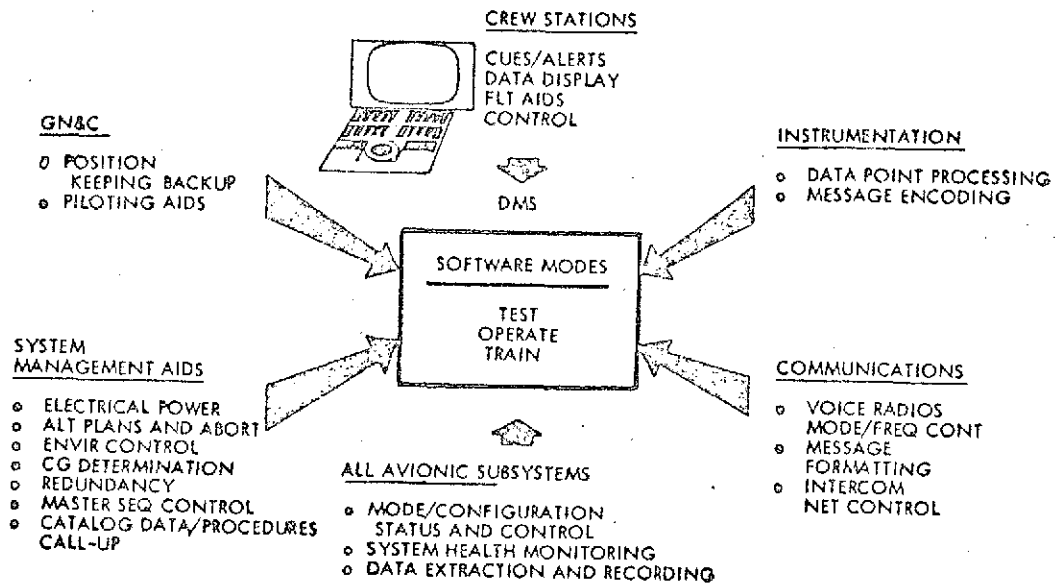 CREW STATIONS
CUES/ALERTS
DATA DISPLAY
FLT AIDS
CONTROL
GN&C
POSITION
KEEPING BACKUP
PILOTING AIDS
INSTRUMENTATION
DATA POINT PROCESSING
MESSAGE ENCODING
DMS
SOFTWARE MODES
TEST
OPERATE
TRAIN
SYSTEM
MANAGEMENT AIDS
ELECTRICAL POWER
ALT PLANS AND ABORT
ENVIR CONTROL
CG DETERMINATION
REDUNDANCY
MASTER SEQ CONTROL
CATALOG DATA/PROCEDURES
CALL-UP
ALL AVIONIC SUBSYSTEMS
MODE/CONFIGURATION
STATUS AND CONTROL
SYSTEM HEALTH MONITORING
DATA EXTRACTION AND RECORDING
COMMUNICATIONS
VOICE RADIOS
MODE/FREQ CONT
MESSAGE
FORMATTING
INTERCOM
NET CONTROL